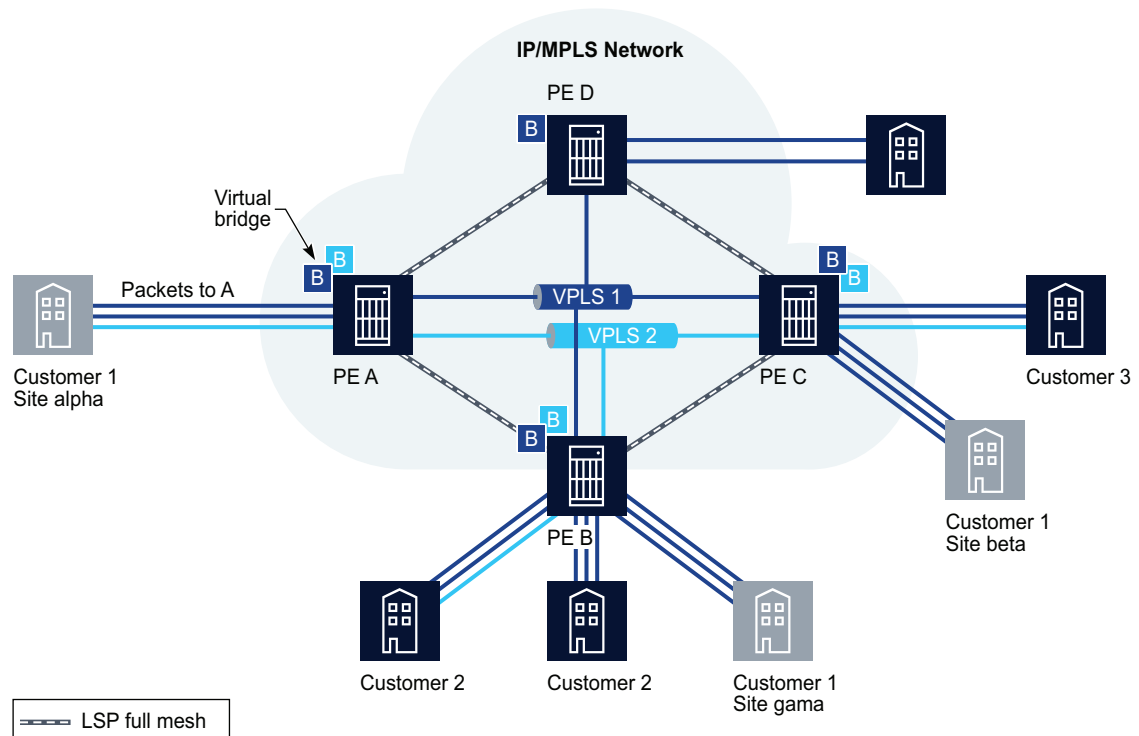 IP/MPLS Network
PE D
B
Virtual
bridge
B
B
B
B
Packets to A
VPLS 1
VPLS 2
Customer 1
Site alpha
PE A
PE C
Customer 3
B
B
PE B
Customer 1
Site beta
Customer 2
Customer 2
Customer 1
Site gama
LSP full mesh